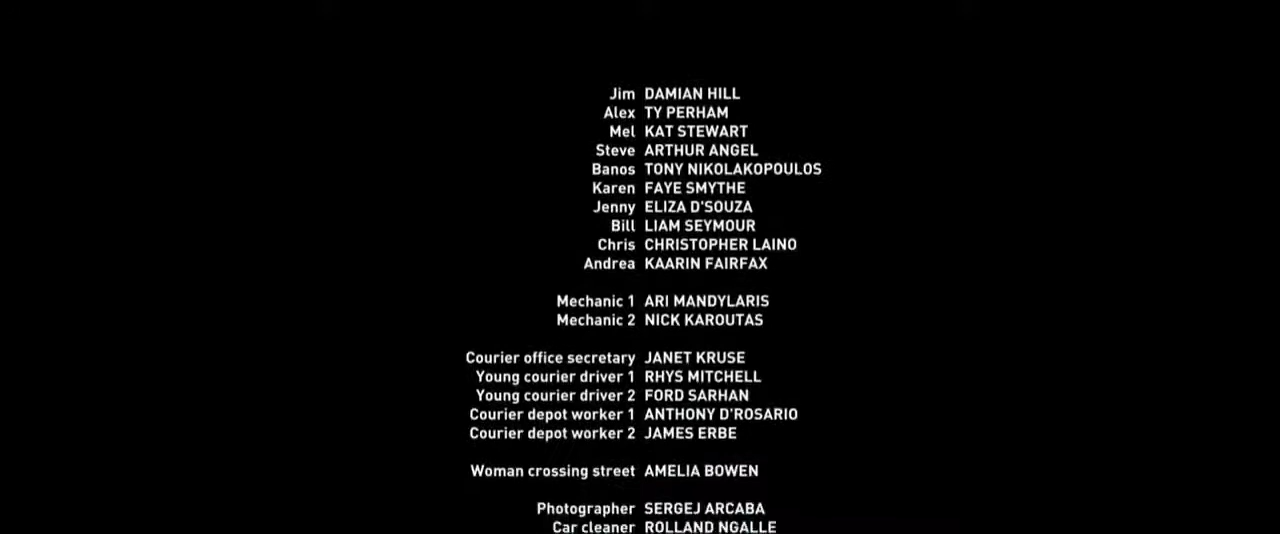 Jim DAMIAN HILL
Alex TY PERHAM
Mel KAT STEWART
Steve ARTHUR ANGEL
Banos TONY NIKOLAKOPOULOS
Karen FAYE SMYTHE
Jenny ELIZA D'SOUZA
Bill LIAM SEYMOUR
Chris CHRISTOPHER LAINO
Andrea KAARIN FAIRFAX
Mechanic 1 ARI MANDYLARIS
Mechanic 2 NICK KAROUTAS
Courier office secretary JANET KRUSE
Young courier driver 1 RHYS MITCHELL
Young courier driver 2 FORD SARHAN
Courier depot worker 1 ANTHONY D'ROSARIO
Courier depot worker 2 JAMES ERBE
Woman crossing street AMELIA BOWEN
Photographer SERGEJ ARCABA
Car cleaner ROLLAND NGALLE